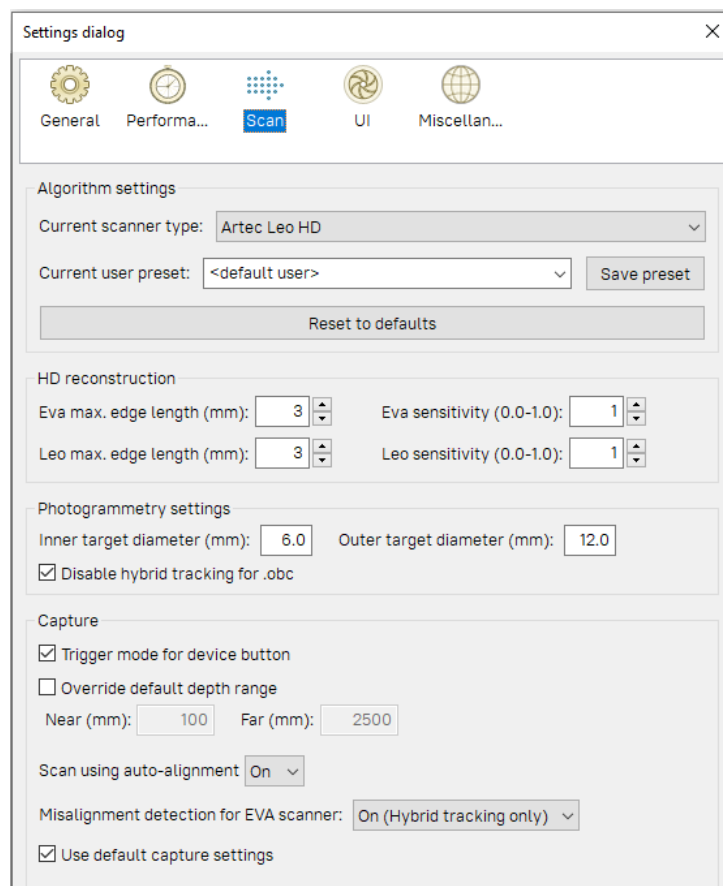 Settings dialog
General Performa... Scan UI Miscellan...
Algorithm settings
Current scanner type: Artec Leo HD
Current user preset: <default user> Save preset
Reset to defaults
HD reconstruction
Eva max. edge length (mm): 3 Eva sensitivity (0.0-1.0): 1
Leo max. edge length (mm): 3 Leo sensitivity (0.0-1.0): 1
Photogrammetry settings
Inner target diameter (mm): 6.0 Outer target diameter (mm): 12.0
Disable hybrid tracking for .obc
Capture
Trigger mode for device button
Override default depth range
Near (mm): 100 Far (mm): 2500
Scan using auto-alignment On
Misalignment detection for EVA scanner: On (Hybrid tracking only)
Use default capture settings